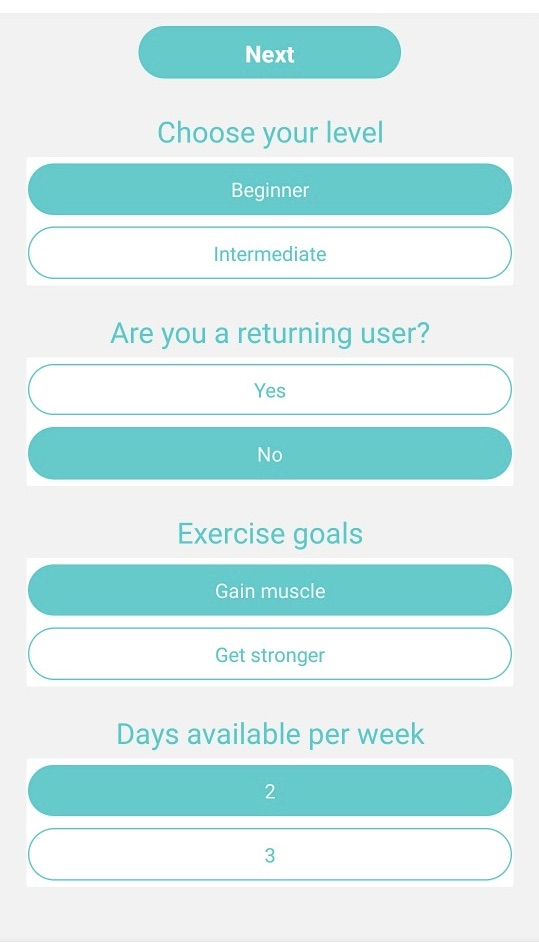 Next
Choose your level
Beginner
Intermediate
Are you a returning user?
Yes
No
Exercise goals
Gain muscle
Get stronger
Days available per week
2
3